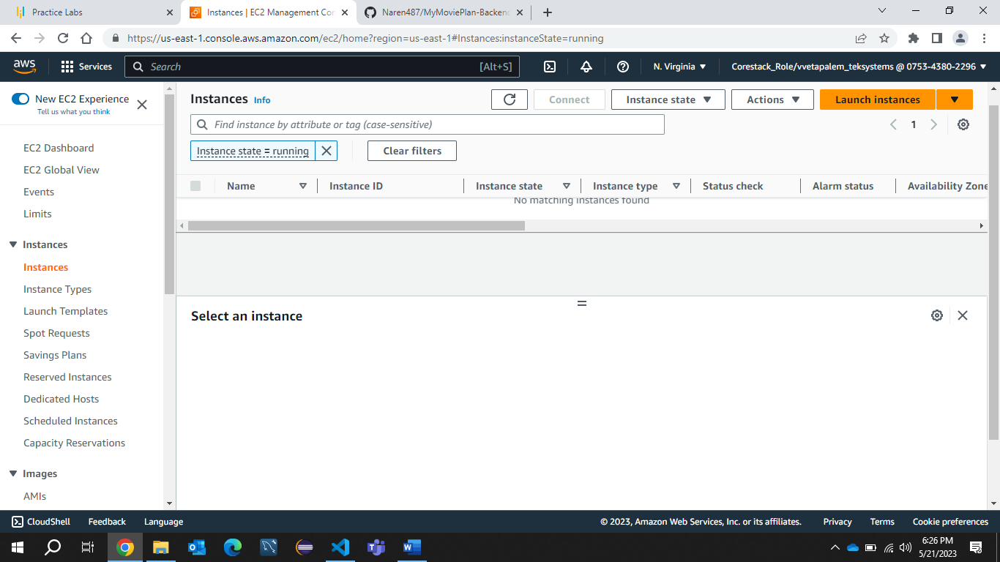 Practice Labs
Instances | EC2 Management Con
Naren487/MyMoviePlan-Backend
https://us-east-1.console.aws.amazon.com/ec2/home?region=us-east-1#Instances:instanceState=running
aws
Services
Search
[Alt+S]
N. Virginia
Corestack_Role/vvetapalem_teksystems @ 0753-4380-2296
New EC2 Experience
Tell us what you think
EC2 Dashboard
EC2 Global View
Events
Limits
Instances
Instances
Instance Types
Launch Templates
Spot Requests
Savings Plans
Reserved Instances
Dedicated Hosts
Scheduled Instances
Capacity Reservations
Images
AMIs
Instances Info
Connect
Instance state
Actions
Launch instances
Find instance by attribute or tag (case-sensitive)
1
Instance state = running
Clear filters
Name
Instance ID
Instance state
Instance type
Status check
Alarm status
Availability Zone
No matching instances found
Select an instance
CloudShell
Feedback
Language
© 2023, Amazon Web Services, Inc. or its affiliates.
Privacy
Terms
Cookie preferences
6:26 PM
5/21/2023